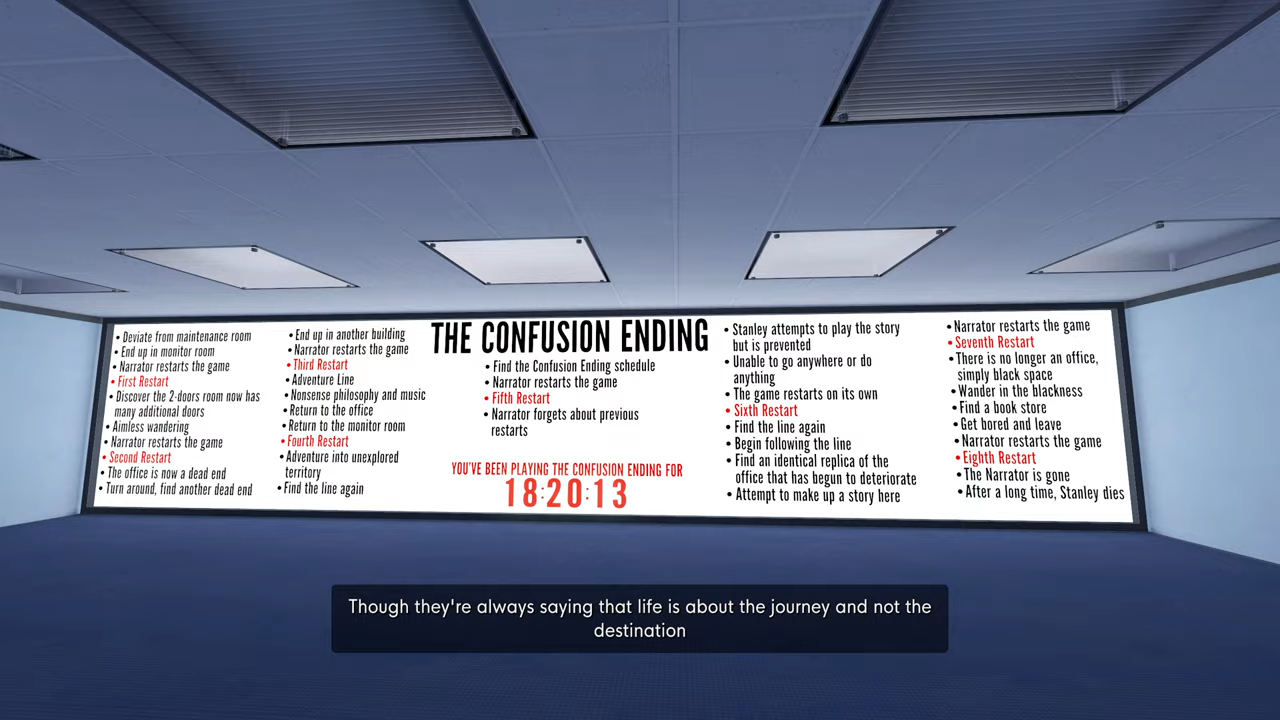 • Deviate from maintenance room
• End up in monitor room
• Narrator restarts the game
• First Restart
• Discover the 2-doors room now has
many additional doors
• Aimless wandering
• Narrator restarts the game
• Second Restart
• The office is now a dead end
• Turn around, find another dead end
• End up in another building
• Narrator restarts the game
• Third Restart
• Adventure Line
• Nonsense philosophy and music
• Return to the office
• Return to the monitor room
• Fourth Restart
• Adventure into unexplored
territory
• Find the line again
THE CONFUSION ENDING
• Find the Confusion Ending schedule
• Narrator restarts the game
• Fifth Restart
• Narrator forgets about previous
restarts
YOU'VE BEEN PLAYING THE CONFUSION ENDING FOR
18:20:13
• Stanley attempts to play the story
but is prevented
• Unable to go anywhere or do
anything
• The game restarts on its own
• Sixth Restart
• Find the line again
• Begin following the line
• Find an identical replica of the
office that has begun to deteriorate
• Attempt to make up a story here
• Narrator restarts the game
• Seventh Restart
• There is no longer an office,
simply black space
• Wander in the blackness
• Find a book store
• Get bored and leave
• Narrator restarts the game
• Eighth Restart
• The Narrator is gone
• After a long time, Stanley dies
Though they're always saying that life is about the journey and not the
destination